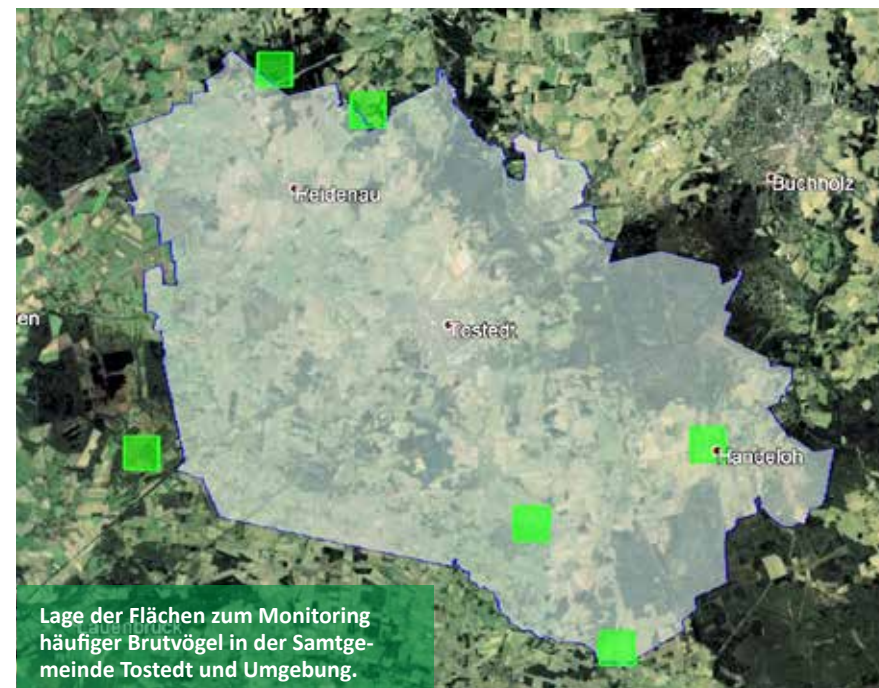 Heidenau
Buchholz
en
Tostedt
Handeloh
Lauenbrück
Lage der Flächen zum Monitoring
häufiger Brutvögel in der Samtge-
meinde Tostedt und Umgebung.